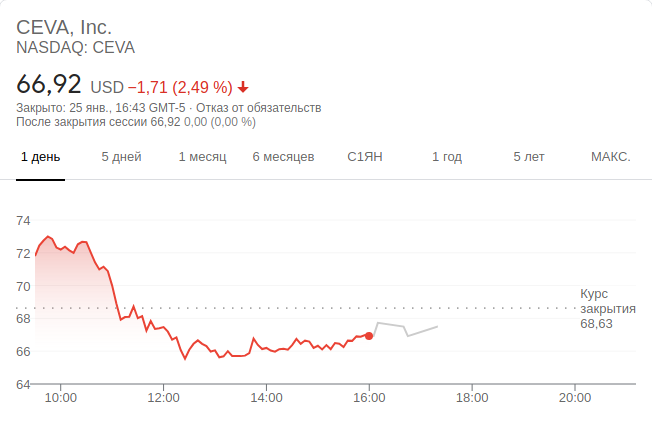 CEVA, Inc.
NASDAQ: CEVA
66,92 USD −1,71 (2,49 %)
Закрыто: 25 янв., 16:43 GMT-5 · Отказ от обязательств
После закрытия сессии 66,92 0,00 (0,00 %)
1 день 5 дней 1 месяц 6 месяцев С1ЯН 1 год 5 лет МАКС.
74
72
70
Курс
закрытия
68,63
68
66
64
10:00 12:00 14:00 16:00 18:00 20:00